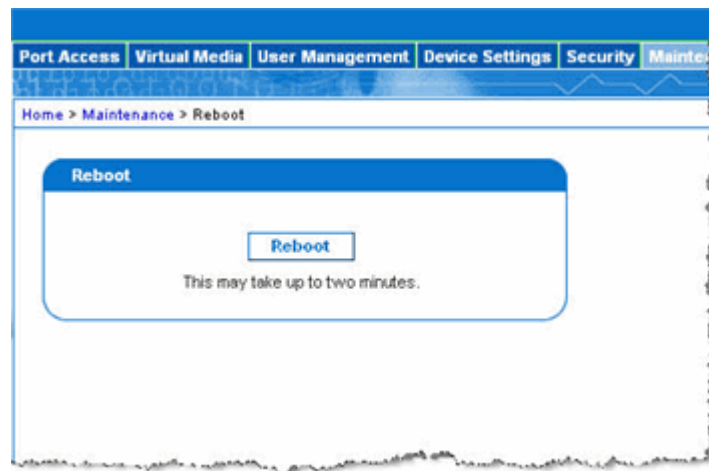 Port Access Virtual Media User Management Device Settings Security
Home > Maintenance > Reboot
Reboot
Reboot
This may take up to two minutes.